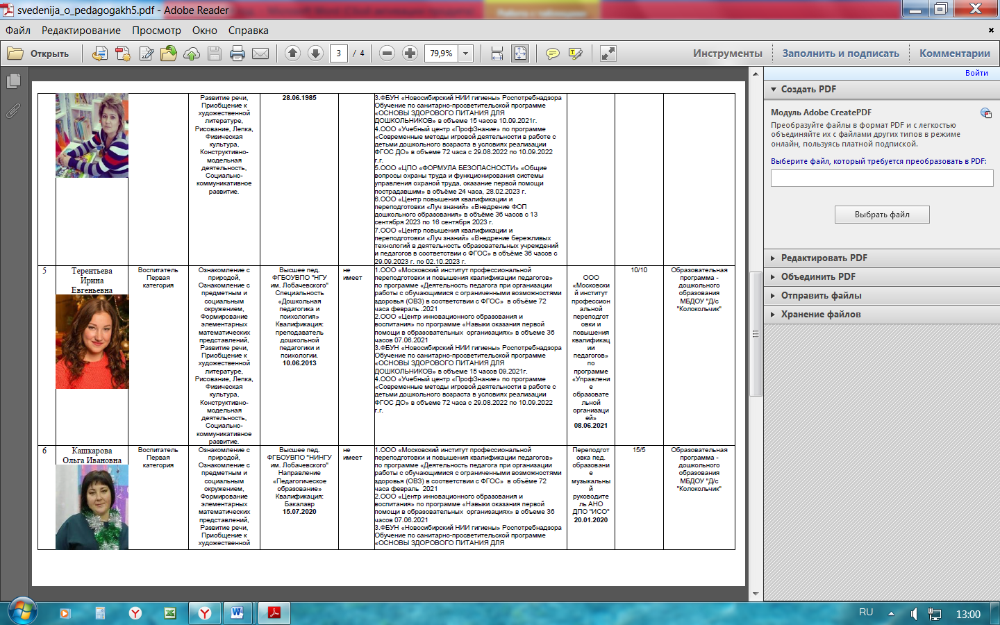 svedenija_o_pedagogakh5.pdf - Adobe Reader
Файл Редактирование Просмотр Окно Справка
Открыть 3 / 4 79,9% Инструменты Заполнить и подписать Комментарии
Войти
Создать PDF
Модуль Adobe CreatePDF
Преобразуйте файлы в формат PDF и с легкостью
объединяйте их с файлами других типов в режиме
онлайн, пользуясь платной подпиской.
Выберите файл, который требуется преобразовать в PDF:
Выбрать файл
Редактировать PDF
Объединить PDF
Отправить файлы
Хранение файлов
Развитие речи,
Приобщение к
художественной
литературе,
Рисование, Лепка,
Физическая
культура,
Конструктивно-
модельная
деятельность,
Социально-
коммуникативное
развитие.
28.06.1985
3.ФБУН «Новосибирский НИИ гигиены» Роспотребнадзора
Обучение по санитарно-просветительской программе
«ОСНОВЫ ЗДОРОВОГО ПИТАНИЯ ДЛЯ
ДОШКОЛЬНИКОВ» в объеме 15 часов 10.09.2021г.
4.ООО «Учебный центр «ПрофЗнание» по программе
«Современные методы игровой деятельности в работе с
детьми дошкольного возраста в условиях реализации
ФГОС ДО» в объеме 72 часа с 29.08.2022 по 10.09.2022
г.г.
5.ООО «ЦПО «ФОРМУЛА БЕЗОПАСНОСТИ» «Общие
вопросы охраны труда и функционирования системы
управления охраной труда, оказание первой помощи
пострадавшим» в объёме 24 часа, 28.02.2023 г.
6.ООО «Центр повышения квалификации и
переподготовки «Луч знаний» «Внедрение ФОП
дошкольного образования» в объёме 36 часов с 13
сентября 2023 по 16 сентября 2023 г.
7.ООО «Центр повышения квалификации и
переподготовки «Луч знаний» «Внедрение бережливых
технологий в деятельность образовательных учреждений
и педагогов в соответствии с ФГОС» в объёме 36 часов с
29.09.2023 г. по 02.10.2023 г.
5
Терентьева
Ирина
Евгеньевна
Воспитатель
Первая
категория
Ознакомление с
природой,
Ознакомление с
предметным и
социальным
окружением,
Формирование
элементарных
математических
представлений,
Развитие речи,
Приобщение к
художественной
литературе,
Рисование, Лепка,
Физическая
культура,
Конструктивно-
модельная
деятельность,
Социально-
коммуникативное
развитие.
Высшее пед.
ФГБОУВПО "НГУ
им. Лобачевского"
Специальность
«Дошкольная
педагогика и
психология»
Квалификация:
преподаватель
дошкольной
педагогики и
психологии.
10.06.2013
не
имеет
1.ООО «Московский институт профессиональной
переподготовки и повышения квалификации педагогов»
по программе «Деятельность педагога при организации
работы с обучающимися с ограниченными возможностями
здоровья (ОВЗ) в соответствии с ФГОС» в объёме 72
часа февраль .2021
2.ООО «Центр инновационного образования и
воспитания» по программе «Навыки оказания первой
помощи в образовательных организациях» в объеме 36
часов 07.06.2021
3.ФБУН «Новосибирский НИИ гигиены» Роспотребнадзора
Обучение по санитарно-просветительской программе
«ОСНОВЫ ЗДОРОВОГО ПИТАНИЯ ДЛЯ
ДОШКОЛЬНИКОВ» в объеме 15 часов 09.2021г.
4.ООО «Учебный центр «ПрофЗнание» по программе
«Современные методы игровой деятельности в работе с
детьми дошкольного возраста в условиях реализации
ФГОС ДО» в объеме 72 часа с 29.08.2022 по 10.09.2022
г.г.
ООО
«Московски
й институт
профессион
альной
переподгот
овки и
повышения
квалификац
ии
педагогов»
по
программе
«Управлени
е
образовате
льной
организаци
ей»
08.06.2021
10/10
Образовательная
программа -
дошкольного
образования
МБДОУ "Д/с
"Колокольчик"
6
Кашкарова
Ольга Ивановна
Воспитатель
Первая
категория
Ознакомление с
природой,
Ознакомление с
предметным и
социальным
окружением,
Формирование
элементарных
математических
представлений,
Развитие речи,
Приобщение к
художественной
Высшее пед.
ФГБОУВПО "НИНГУ
им. Лобачевского"
Направление
«Педагогическое
образование»
Квалификация:
Бакалавр
15.07.2020
не
имеет
1.ООО «Московский институт профессиональной
переподготовки и повышения квалификации педагогов»
по программе «Деятельность педагога при организации
работы с обучающимися с ограниченными возможностями
здоровья (ОВЗ) в соответствии с ФГОС» в объёме 72
часа февраль 2021
2.ООО «Центр инновационного образования и
воспитания» по программе «Навыки оказания первой
помощи в образовательных организациях» в объеме 36
часов 07.06.2021
3.ФБУН «Новосибирский НИИ гигиены» Роспотребнадзора
Обучение по санитарно-просветительской программе
«ОСНОВЫ ЗДОРОВОГО ПИТАНИЯ ДЛЯ
Переподгот
овка пед.
образовани
е
музыкальны
й
руководите
ль АНО
ДПО "ИСО"
20.01.2020
15/5
Образовательная
программа -
дошкольного
образования
МБДОУ "Д/с
"Колокольчик"
RU 13:00